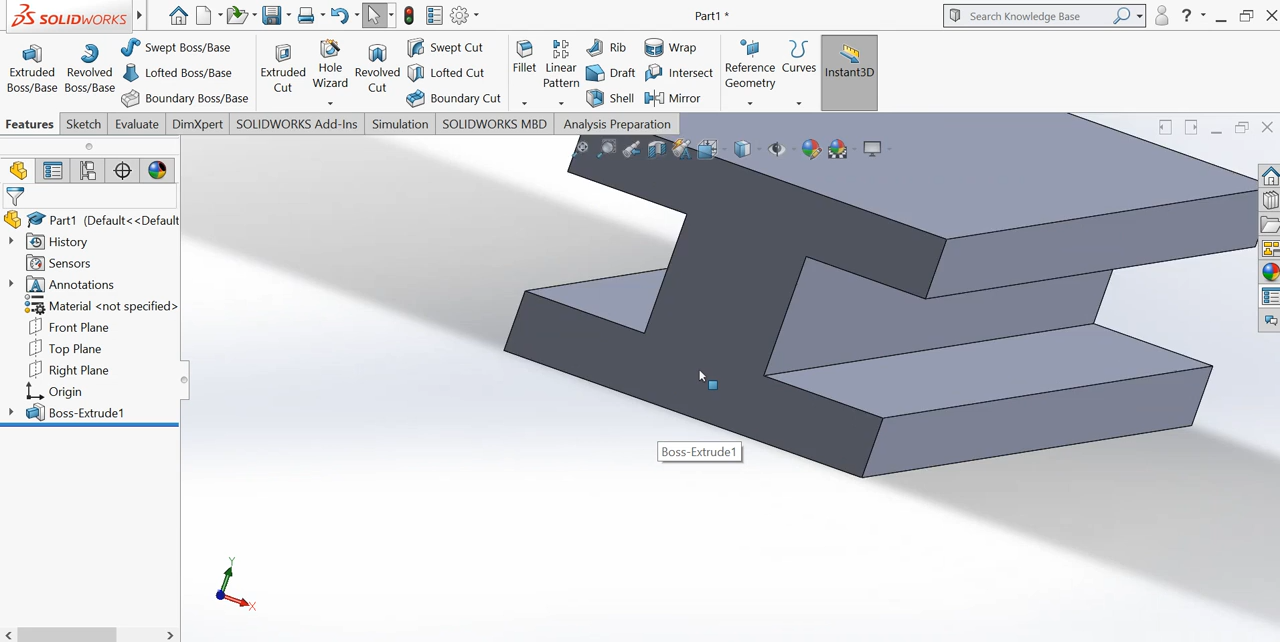 SOLIDWORKS
Part1 *
Search Knowledge Base
?
Extruded Boss/Base
Revolved Boss/Base
Swept Boss/Base
Lofted Boss/Base
Boundary Boss/Base
Extruded Cut
Hole Wizard
Revolved Cut
Swept Cut
Lofted Cut
Boundary Cut
Fillet
Linear Pattern
Rib
Draft
Shell
Wrap
Intersect
Mirror
Reference Geometry
Curves
Instant3D
Features
Sketch
Evaluate
DimXpert
SOLIDWORKS Add-Ins
Simulation
SOLIDWORKS MBD
Analysis Preparation
Part1 (Default<<Default
History
Sensors
Annotations
Material <not specified>
Front Plane
Top Plane
Right Plane
Origin
Boss-Extrude1
Boss-Extrude1
Y
X